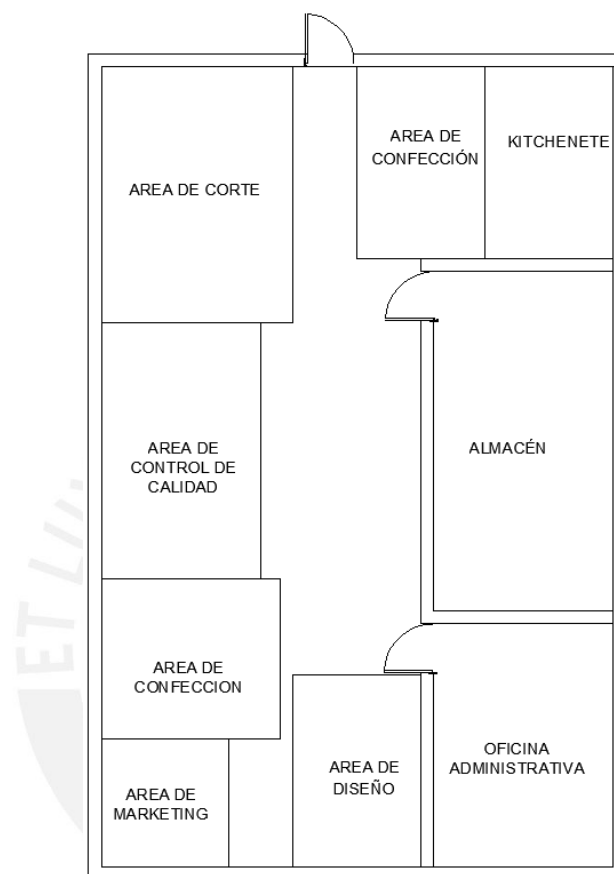 AREA DE
CONFECCIÓN
KITCHENETE
AREA DE CORTE
AREA DE
CONTROL DE
CALIDAD
ALMACÉN
AREA DE
CONFECCION
OFICINA
ADMINISTRATIVA
AREA DE
DISEÑO
AREA DE
MARKETING
ET